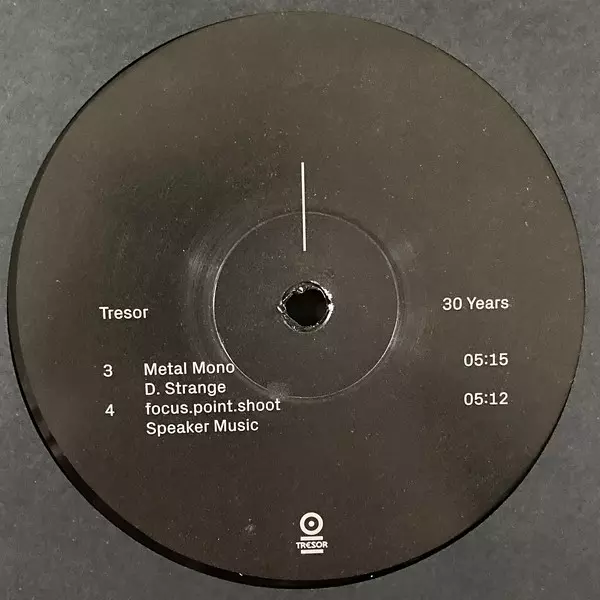 Tresor 30 Years
3 Metal Mono 05:15
D. Strange
4 focus.point.shoot 05:12
Speaker Music
TRESOR